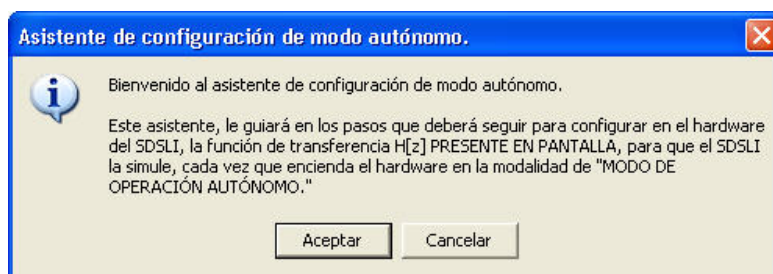 Asistente de configuración de modo autónomo.
Bienvenido al asistente de configuración de modo autónomo.
Este asistente, le guiará en los pasos que deberá seguir para configurar en el hardware
del SDSLI, la función de transferencia H[z] PRESENTE EN PANTALLA, para que el SDSLI
la simule, cada vez que encienda el hardware en la modalidad de "MODO DE
OPERACIÓN AUTÓNOMO."
Aceptar
Cancelar